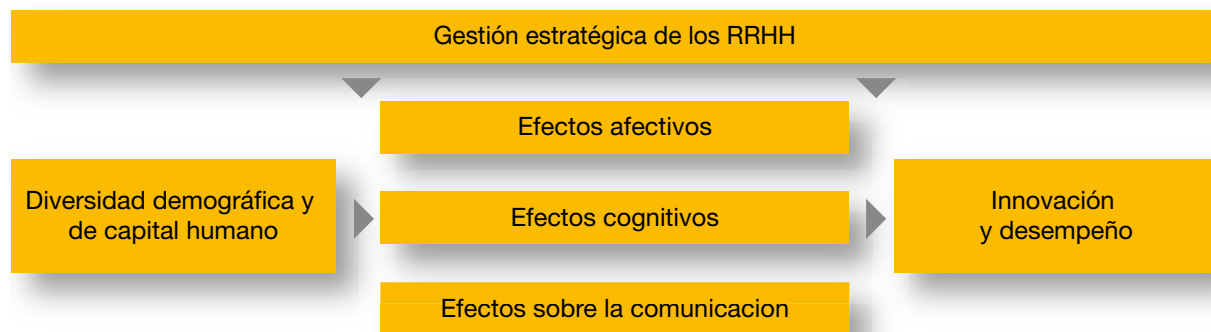 Gestión estratégica de los RRHH
Efectos afectivos
Diversidad demográfica y
de capital humano
Efectos cognitivos
Innovación
y desempeño
Efectos sobre la comunicacion